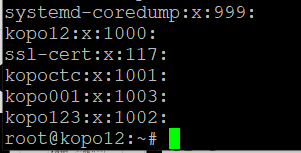 systemd-coredump:x:999:
kopo12:x:1000:
ssl-cert:x:117:
kopoctc:x:1001:
kopo001:x:1003:
kopo123:x:1002:
root@kopo12:~#